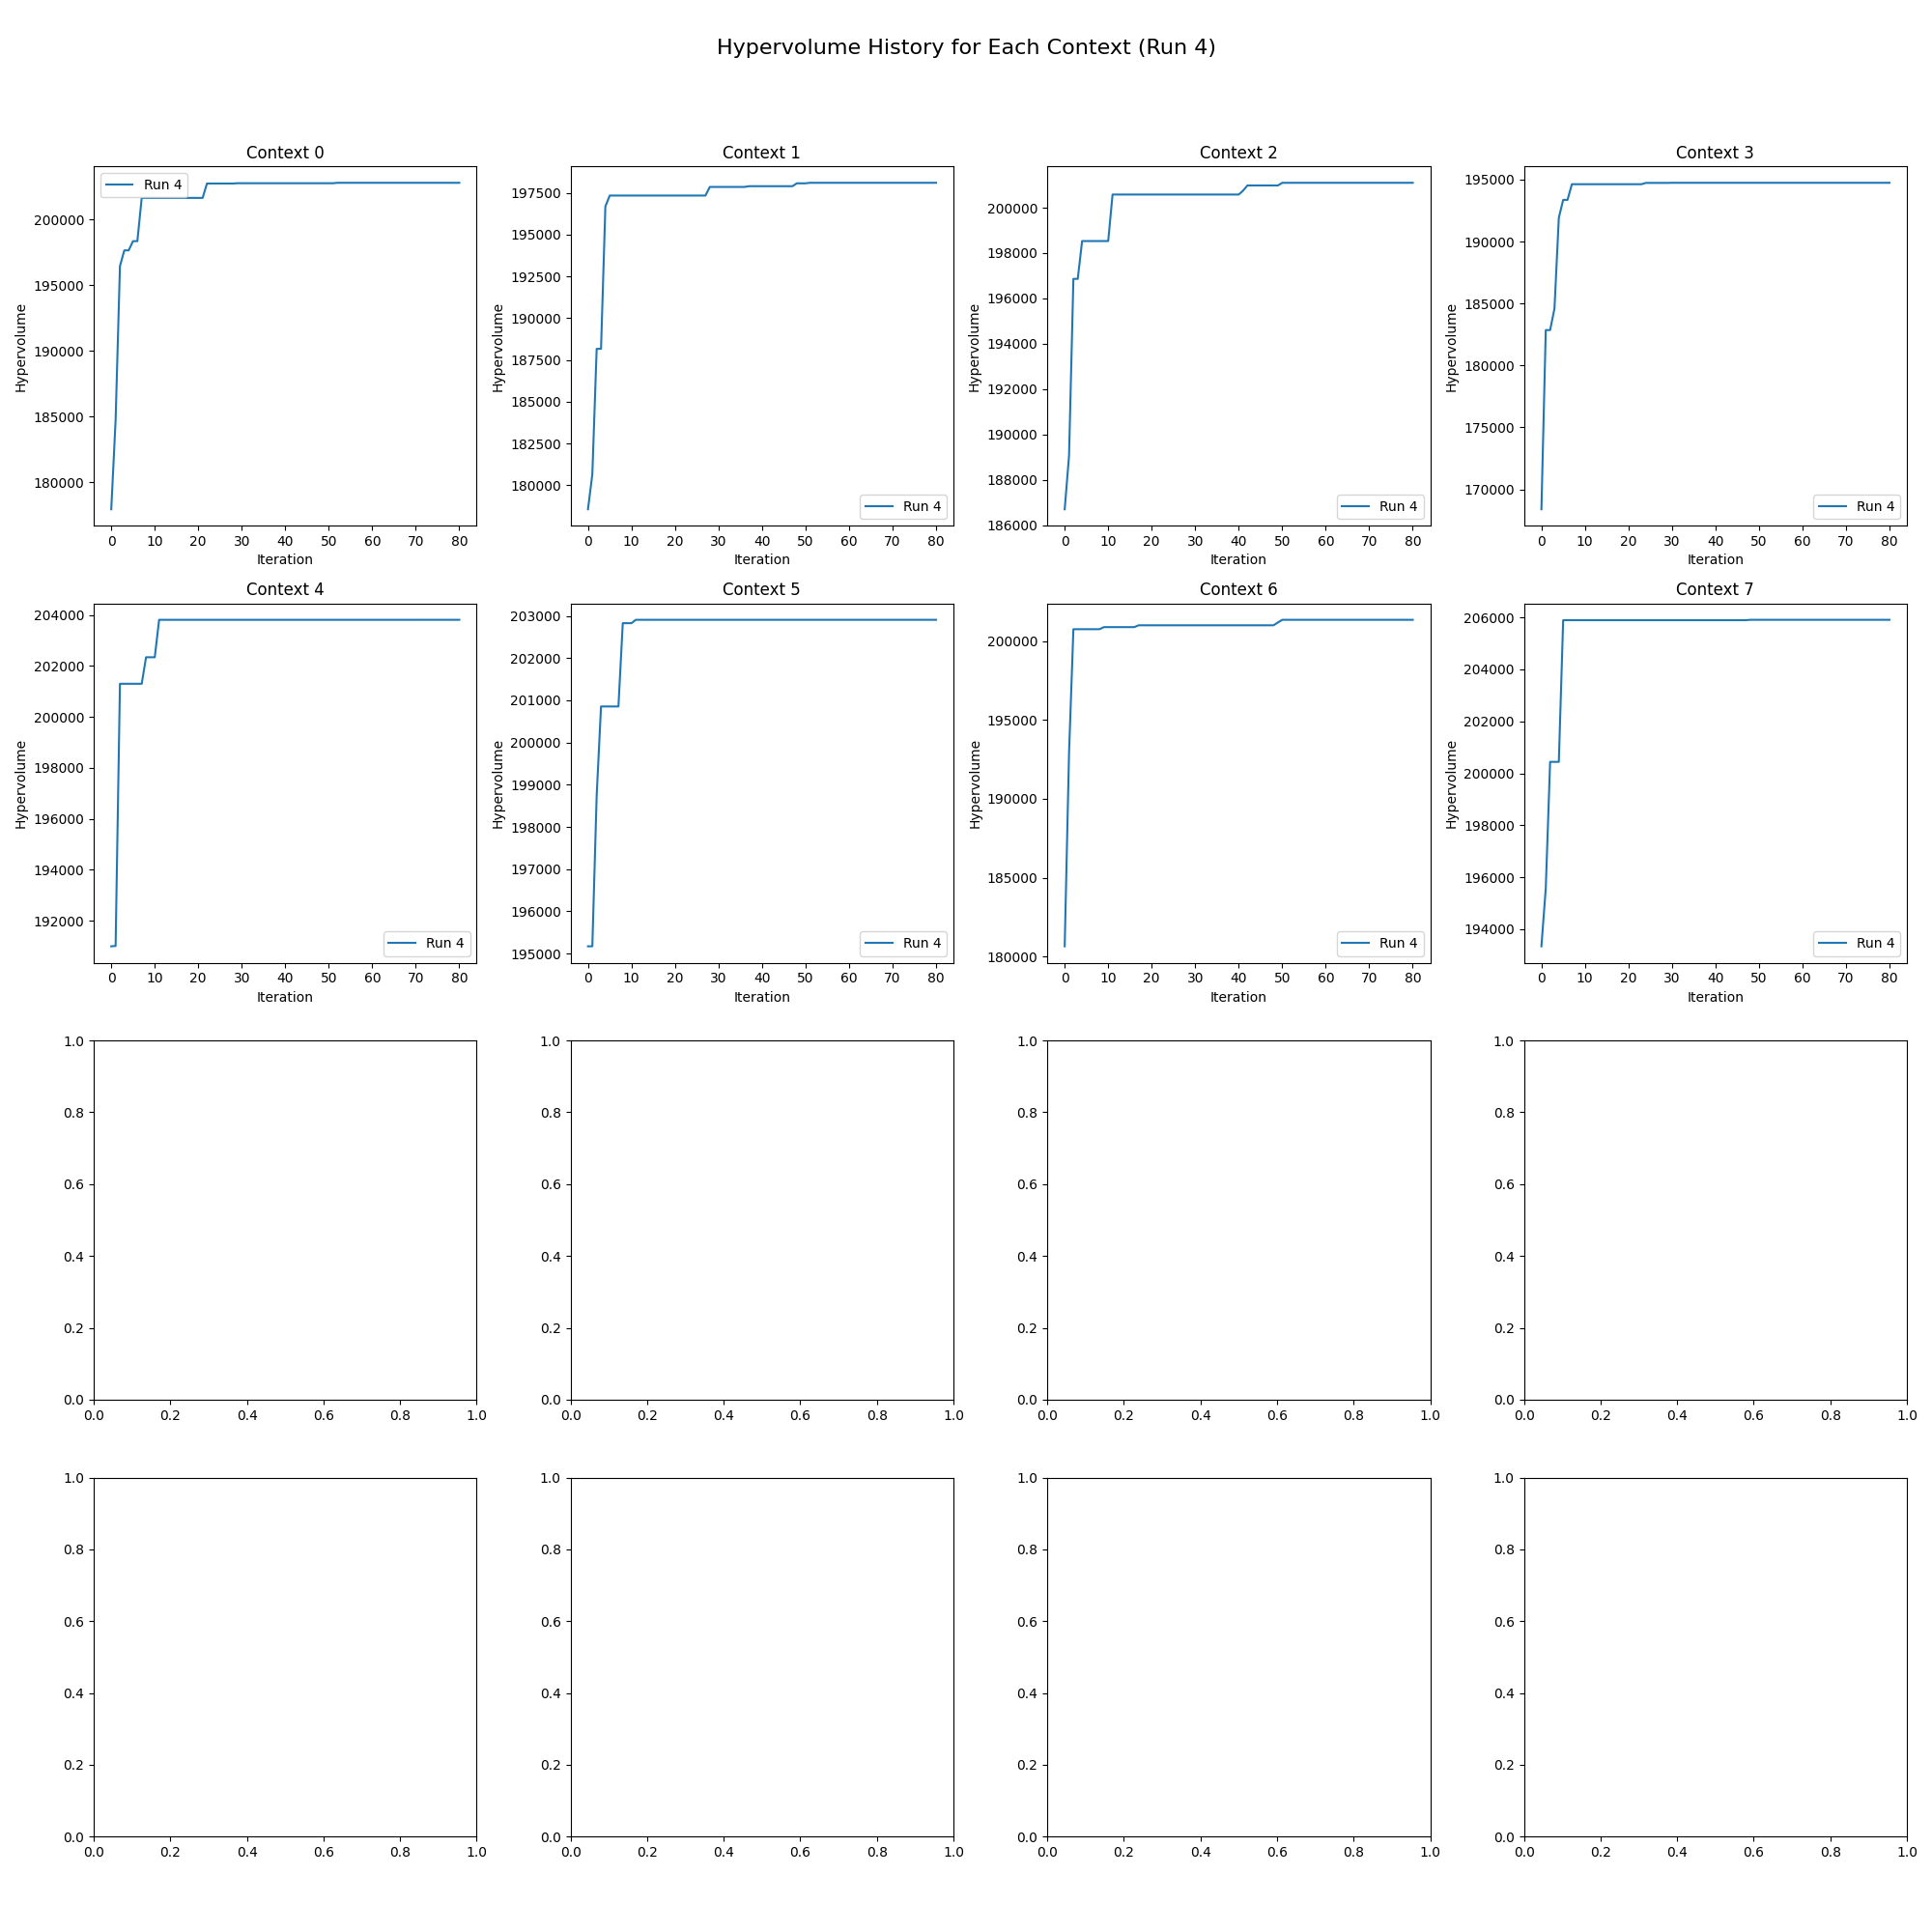 Hypervolume History for Each Context (Run 4)
Context 0
Run 4
200000
195000
190000
185000
180000
Hypervolume
0 10 20 30 40 50 60 70 80
Iteration
Context 1
197500
195000
192500
190000
187500
185000
182500
180000
Hypervolume
Run 4
0 10 20 30 40 50 60 70 80
Iteration
Context 2
200000
198000
196000
194000
192000
190000
188000
186000
Hypervolume
Run 4
0 10 20 30 40 50 60 70 80
Iteration
Context 3
195000
190000
185000
180000
175000
170000
Hypervolume
Run 4
0 10 20 30 40 50 60 70 80
Iteration
Context 4
204000
202000
200000
198000
196000
194000
192000
Hypervolume
Run 4
0 10 20 30 40 50 60 70 80
Iteration
Context 5
203000
202000
201000
200000
199000
198000
197000
196000
195000
Hypervolume
Run 4
0 10 20 30 40 50 60 70 80
Iteration
Context 6
200000
195000
190000
185000
180000
Hypervolume
Run 4
0 10 20 30 40 50 60 70 80
Iteration
Context 7
206000
204000
202000
200000
198000
196000
194000
Hypervolume
Run 4
0 10 20 30 40 50 60 70 80
Iteration
1.0
0.8
0.6
0.4
0.2
0.0
0.0 0.2 0.4 0.6 0.8 1.0
1.0
0.8
0.6
0.4
0.2
0.0
0.0 0.2 0.4 0.6 0.8 1.0
1.0
0.8
0.6
0.4
0.2
0.0
0.0 0.2 0.4 0.6 0.8 1.0
1.0
0.8
0.6
0.4
0.2
0.0
0.0 0.2 0.4 0.6 0.8 1.0
1.0
0.8
0.6
0.4
0.2
0.0
0.0 0.2 0.4 0.6 0.8 1.0
1.0
0.8
0.6
0.4
0.2
0.0
0.0 0.2 0.4 0.6 0.8 1.0
1.0
0.8
0.6
0.4
0.2
0.0
0.0 0.2 0.4 0.6 0.8 1.0
1.0
0.8
0.6
0.4
0.2
0.0
0.0 0.2 0.4 0.6 0.8 1.0